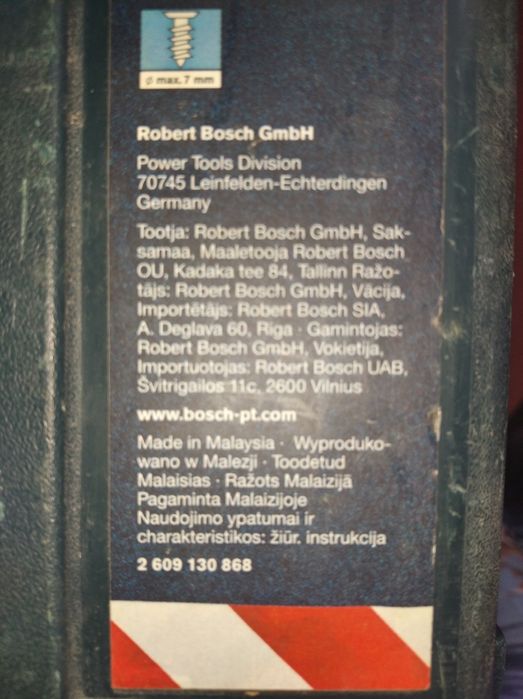 ø max. 7 mm
Robert Bosch GmbH
Power Tools Division
70745 Leinfelden-Echterdingen
Germany
Tootja: Robert Bosch GmbH, Sak-
samaa, Maaletooja Robert Bosch
OU, Kadaka tee 84, Tallinn Ražo-
tājs: Robert Bosch GmbH, Vācija,
Importētājs: Robert Bosch SIA,
A. Deglava 60, Riga · Gamintojas:
Robert Bosch GmbH, Vokietija,
Importuotojas: Robert Bosch UAB,
Švitrigailos 11c, 2600 Vilnius
www.bosch-pt.com
Made in Malaysia · Wyproduko-
wano w Malezji · Toodetud
Malaisias · Ražots Malaizijā
Pagaminta Malaizijoje
Naudojimo ypatumai ir
charakteristikos: žiūr. instrukcija
2 609 130 868